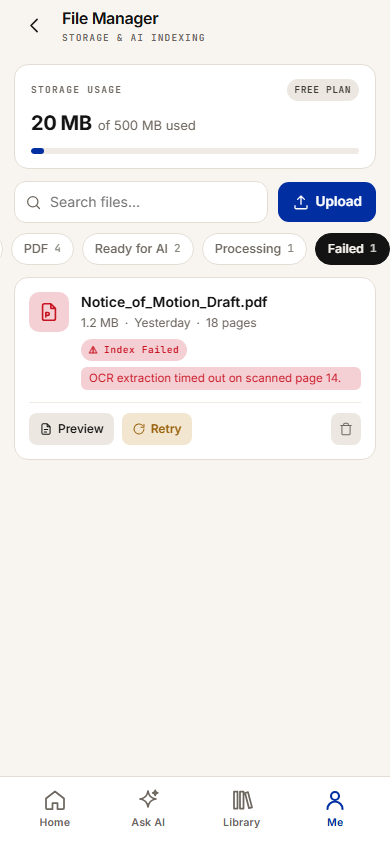 File Manager
STORAGE & AI INDEXING
STORAGE USAGE
FREE PLAN
20 MB of 500 MB used
Search files...
Upload
PDF 4
Ready for AI 2
Processing 1
Failed 1
Notice_of_Motion_Draft.pdf
1.2 MB · Yesterday · 18 pages
Index Failed
OCR extraction timed out on scanned page 14.
Preview
Retry
Home
Ask AI
Library
Me